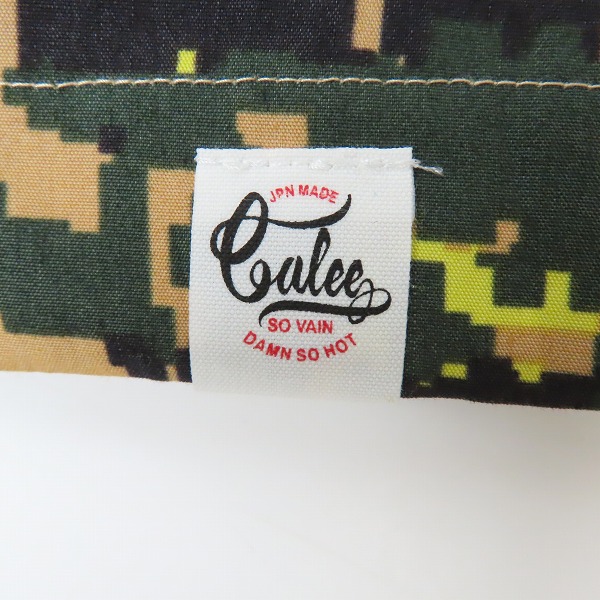 JPN MADE
Calee
SO VAIN
DAMN SO HOT